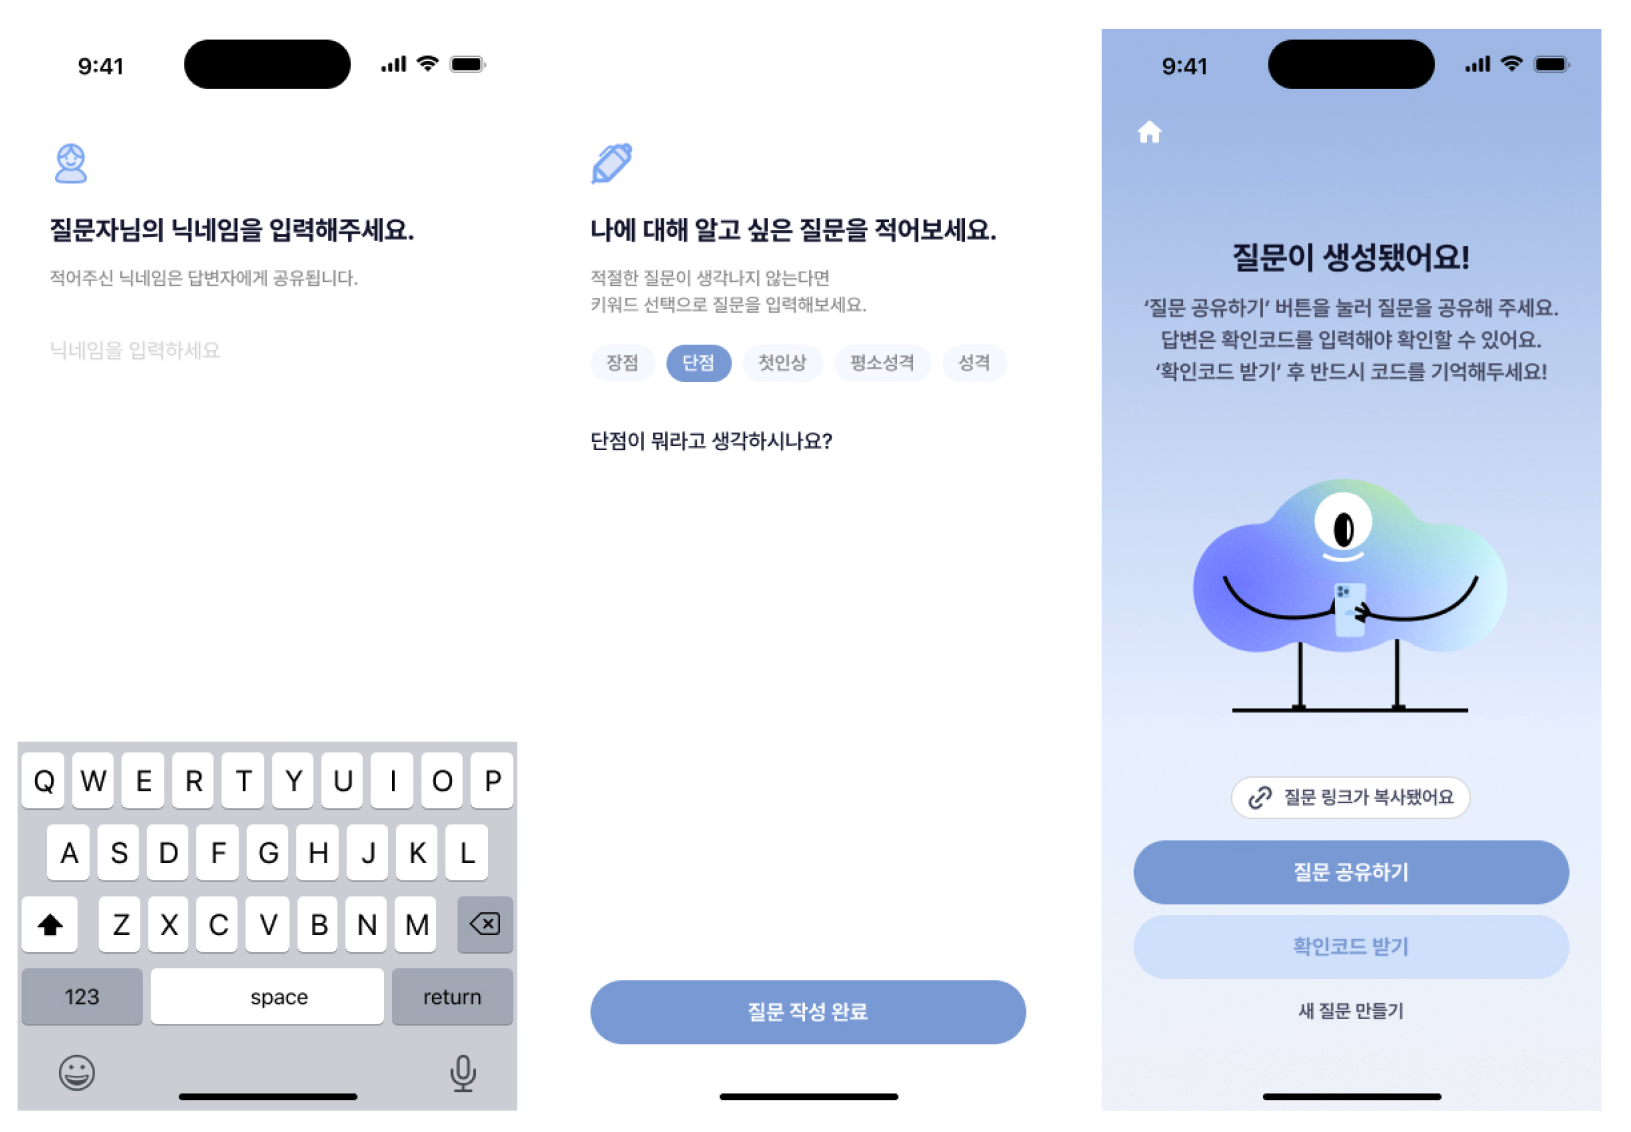 9:41
질문자님의 닉네임을 입력해주세요.
적어주신 닉네임은 답변자에게 공유됩니다.
닉네임을 입력하세요
Q W E R T Y U I O P
A S D F G H J K L
Z X C V B N M
123 space return
나에 대해 알고 싶은 질문을 적어보세요.
적절한 질문이 생각나지 않는다면
키워드 선택으로 질문을 입력해보세요.
장점 단점 첫인상 평소성격 성격
단점이 뭐라고 생각하시나요?
질문 작성 완료
9:41
질문이 생성됐어요!
‘질문 공유하기’ 버튼을 눌러 질문을 공유해 주세요.
답변은 확인코드를 입력해야 확인할 수 있어요.
‘확인코드 받기’ 후 반드시 코드를 기억해두세요!
질문 링크가 복사됐어요
질문 공유하기
확인코드 받기
새 질문 만들기